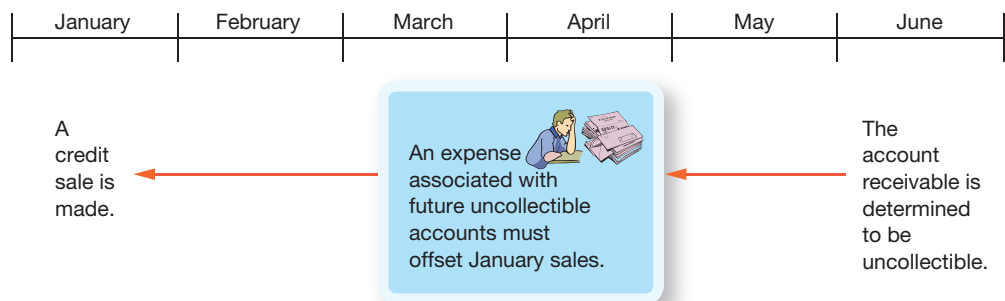 January February March April May June
A
credit
sale is
made.
An expense
associated with
future uncollectible
accounts must
offset January sales.
The
account
receivable is
determined
to be
uncollectible.